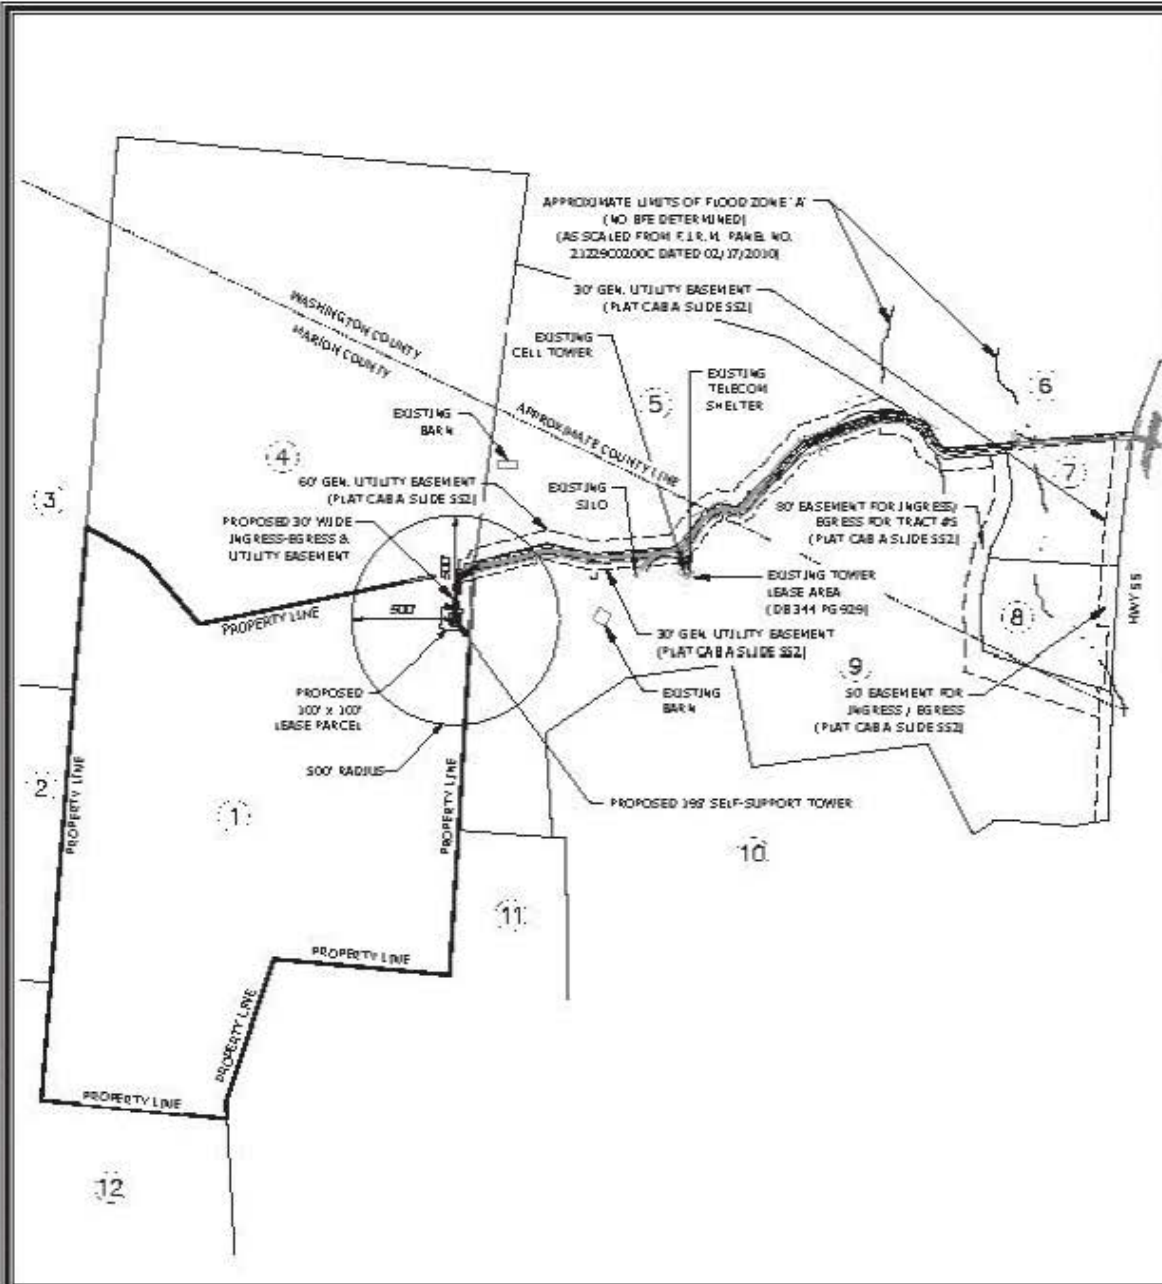 APPROXIMATE LIMITS OF FLOOD ZONE 'A'
(NO BFE DETERMINED)
(AS SCALED FROM F.I.R.M. PANEL NO.
21229C0200C DATED 02/17/2010)
30' GEN. UTILITY EASEMENT
(PLAT CAB A SLIDE 552)
WASHINGTON COUNTY
MARION COUNTY
EXISTING
CELL TOWER
EXISTING
TELECOM
SHELTER
6
5
APPROXIMATE COUNTY LINE
EXISTING
BARN
4
7
3
60' GEN. UTILITY EASEMENT
(PLAT CAB A SLIDE 552)
EXISTING
SILO
80' EASEMENT FOR INGRESS/
EGRESS FOR TRACT #5
(PLAT CAB A SLIDE 552)
PROPOSED 30' WIDE
INGRESS-EGRESS &
UTILITY EASEMENT
500'
500'
EXISTING TOWER
LEASE AREA
(DB 344 PG 929)
HWY 55
8
PROPERTY LINE
30' GEN. UTILITY EASEMENT
(PLAT CAB A SLIDE 552)
9
PROPOSED
100' X 100'
LEASE PARCEL
EXISTING
BARN
50' EASEMENT FOR
INGRESS / EGRESS
(PLAT CAB A SLIDE 552)
500' RADIUS
2
PROPERTY LINE
PROPERTY LINE
1
PROPOSED 198' SELF-SUPPORT TOWER
10
11
PROPERTY LINE
PROPERTY LINE
PROPERTY LINE
12